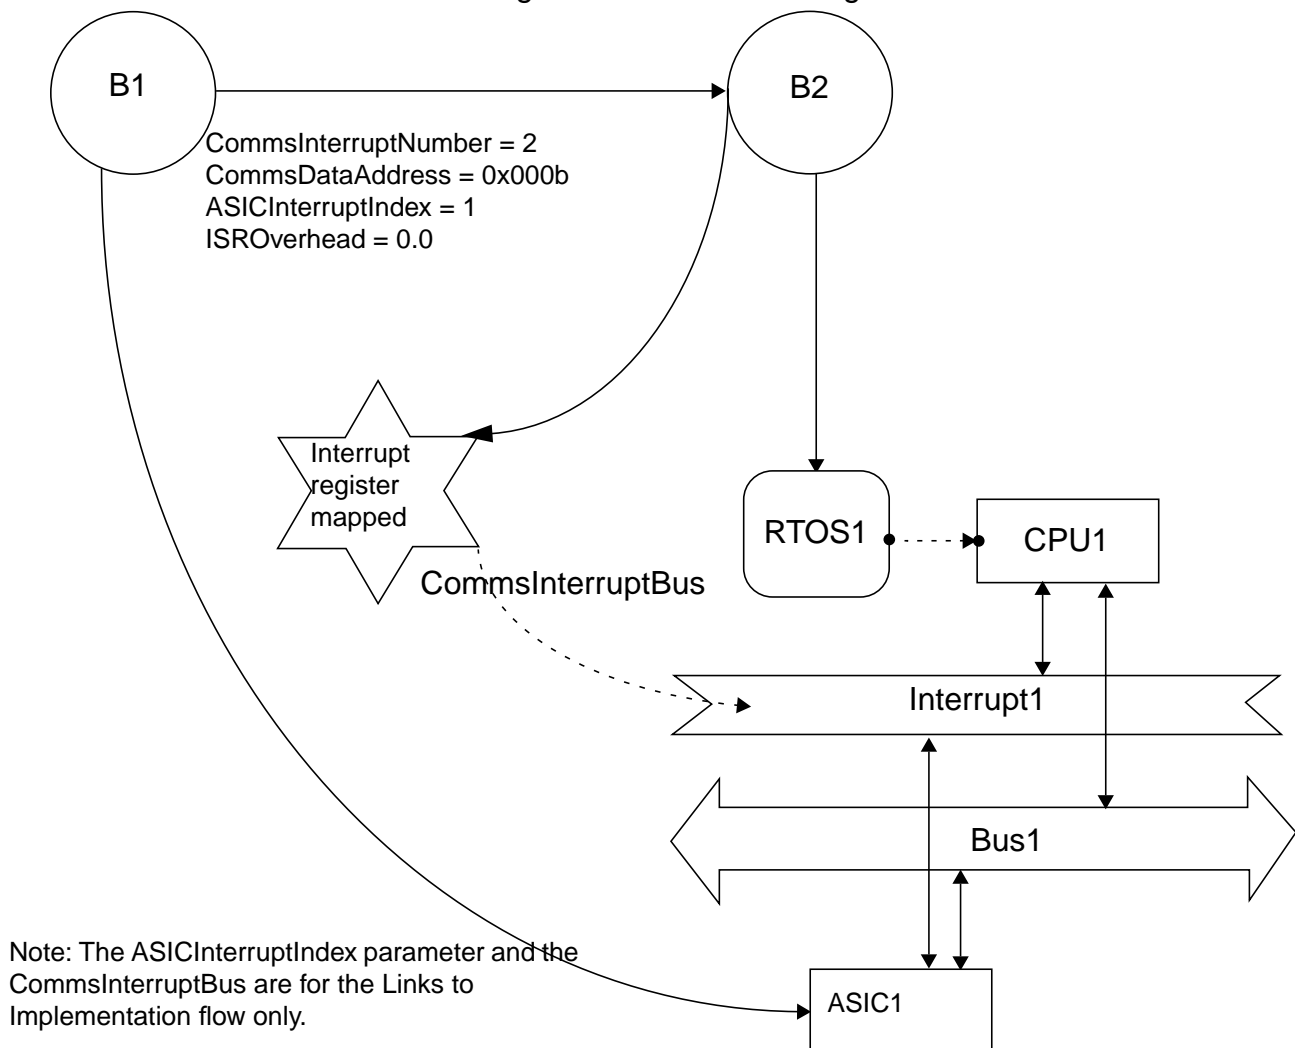 B1
B2
CommsInterruptNumber = 2
CommsDataAddress = 0x000b
ASICInterruptIndex = 1
ISROverhead = 0.0
Interrupt
register
mapped
RTOS1
CPU1
CommsInterruptBus
Interrupt1
Bus1
Note: The ASICInterruptIndex parameter and the
CommsInterruptBus are for the Links to
Implementation flow only.
ASIC1